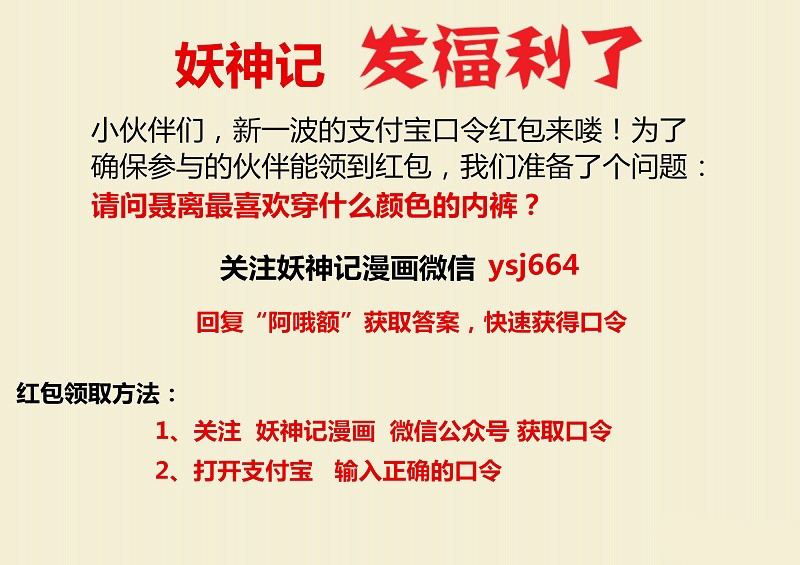 妖神记 发福利了
小伙伴们，新一波的支付宝口令红包来喽！为了
确保参与的伙伴能领到红包，我们准备了个问题：
请问聂离最喜欢穿什么颜色的内裤？
关注妖神记漫画微信 ysj664
回复“阿哦额”获取答案，快速获得口令
红包领取方法：
1、关注 妖神记漫画 微信公众号 获取口令
2、打开支付宝 输入正确的口令